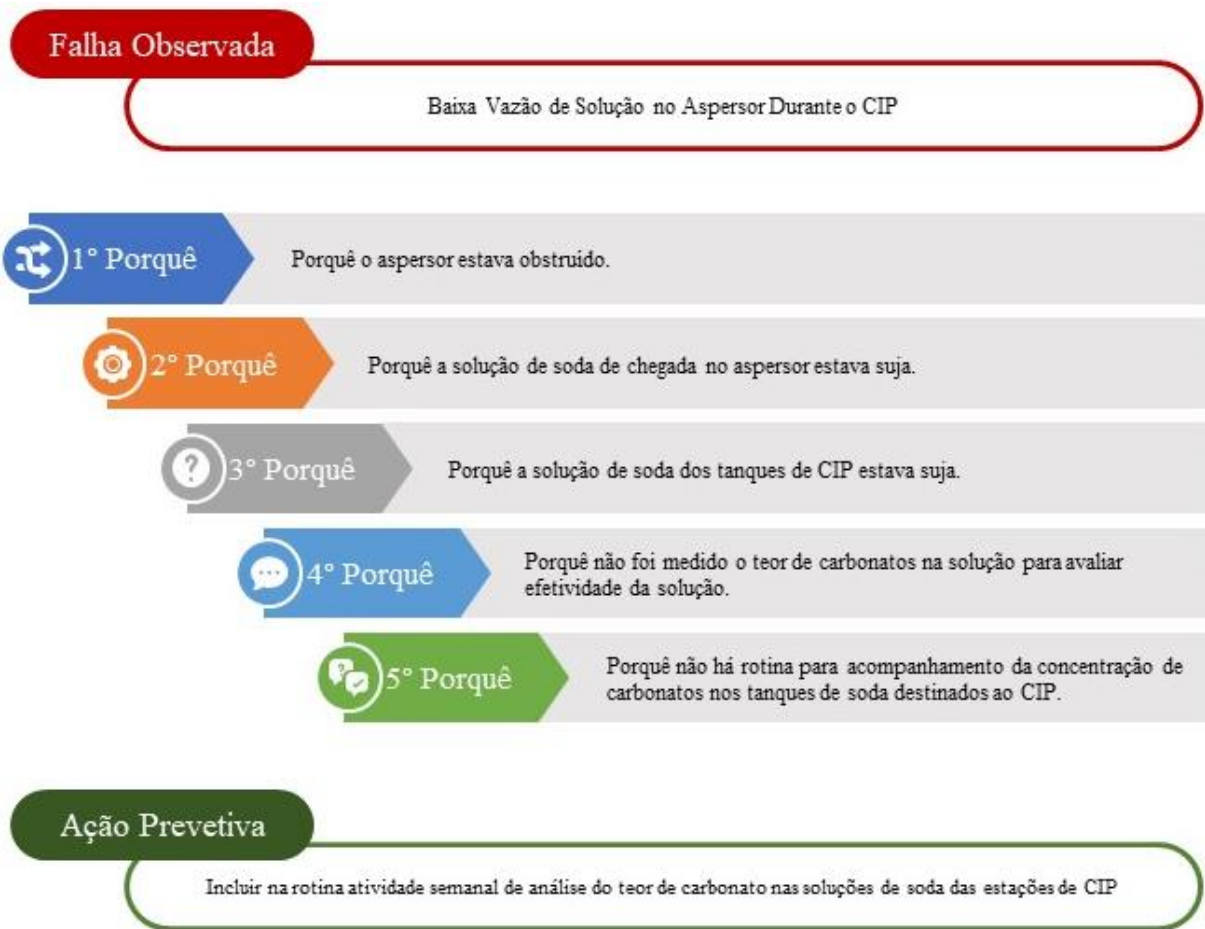 Falha Observada
Baixa Vazão de Solução no Aspersor Durante o CIP
1° Porquê
Porquê o aspersor estava obstruido.
2° Porquê
Porquê a solução de soda de chegada no aspersor estava suja.
3° Porquê
Porquê a solução de soda dos tanques de CIP estava suja.
4° Porquê
Porquê não foi medido o teor de carbonatos na solução para avaliar
efetividade da solução.
5° Porquê
Porquê não há rotina para acompanhamento da concentração de
carbonatos nos tanques de soda destinados ao CIP.
Ação Prevetiva
Incluir na rotina atividade semanal de análise do teor de carbonato nas soluções de soda das estações de CIP